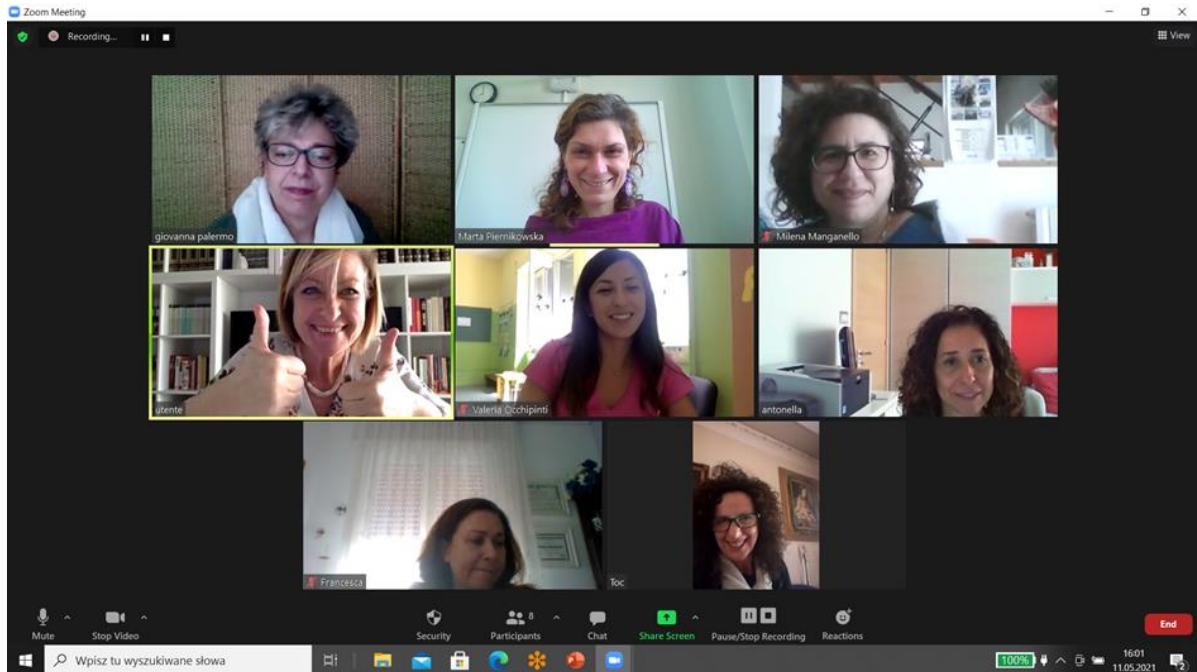 Zoom Meeting
Recording...
View
giovanna palermo
Marta Piernikowska
Milena Manganello
utente
Valeria Occhipinti
antonella
Francesca
Toc
Mute
Stop Video
Security
Participants
8
Chat
Share Screen
Pause/Stop Recording
Reactions
End
Wpisz tu wyszukiwane słowa
100%
16:01
11.05.2021
2